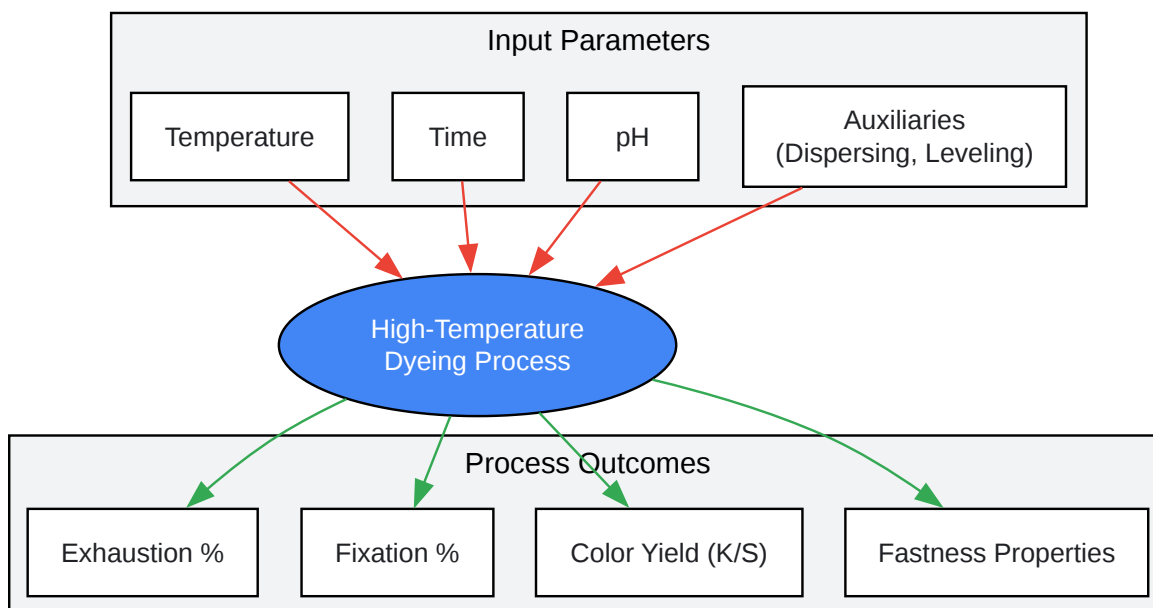 Input Parameters
Temperature
Time
pH
Auxiliaries
(Dispersing, Leveling)
High-Temperature
Dyeing Process
Process Outcomes
Exhaustion %
Fixation %
Color Yield (K/S)
Fastness Properties